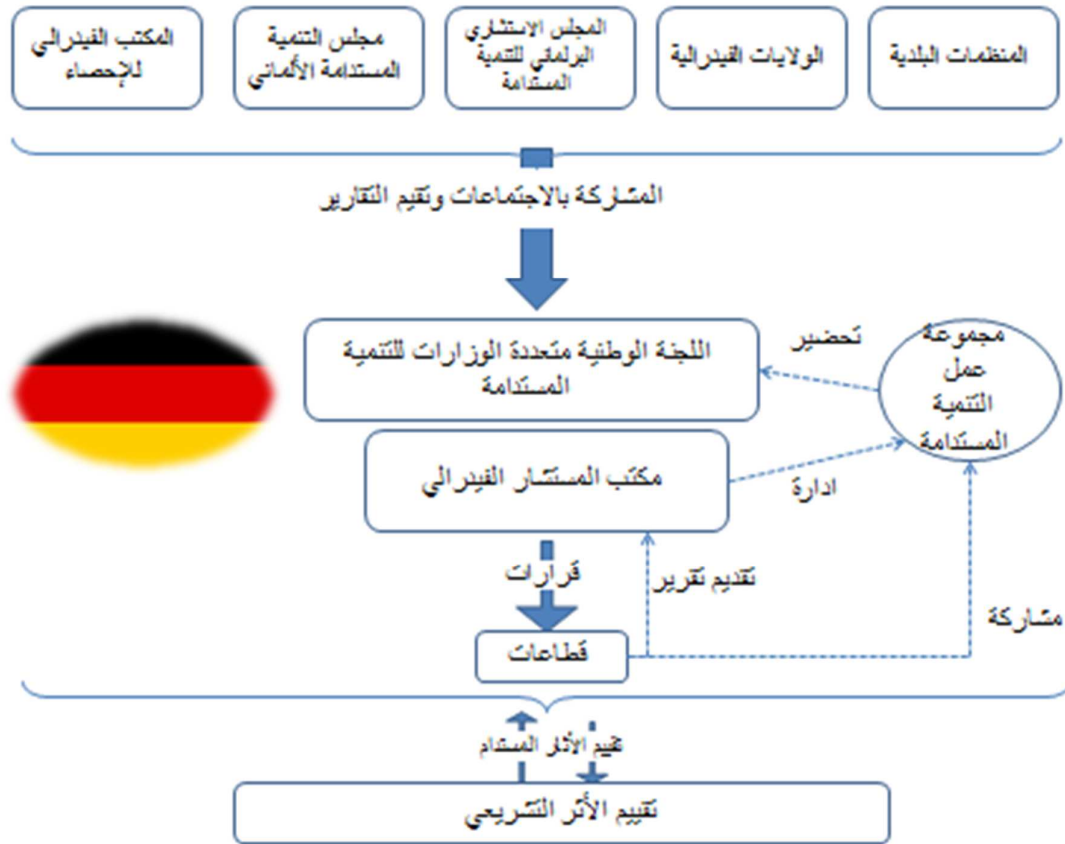 المنظمات البلدية
الولايات الفيدرالية
المجلس الاستشاري
البرلماني للتنمية
المستدامة
مجلس التنمية
المستدامة الألماني
المكتب الفيدرالي
للإحصاء
المشاركة بالاجتماعات وتقيم التقارير
مجموعة
عمل
التنمية
المستدامة
تحضير
اللجنة الوطنية متعددة الوزارات للتنمية
المستدامة
مكتب المستشار الفيدرالي
ادارة
قرارات
تقديم تقرير
مشاركة
قطاعات
تقييم الأثار المستدام
تقييم الأثر التشريعي